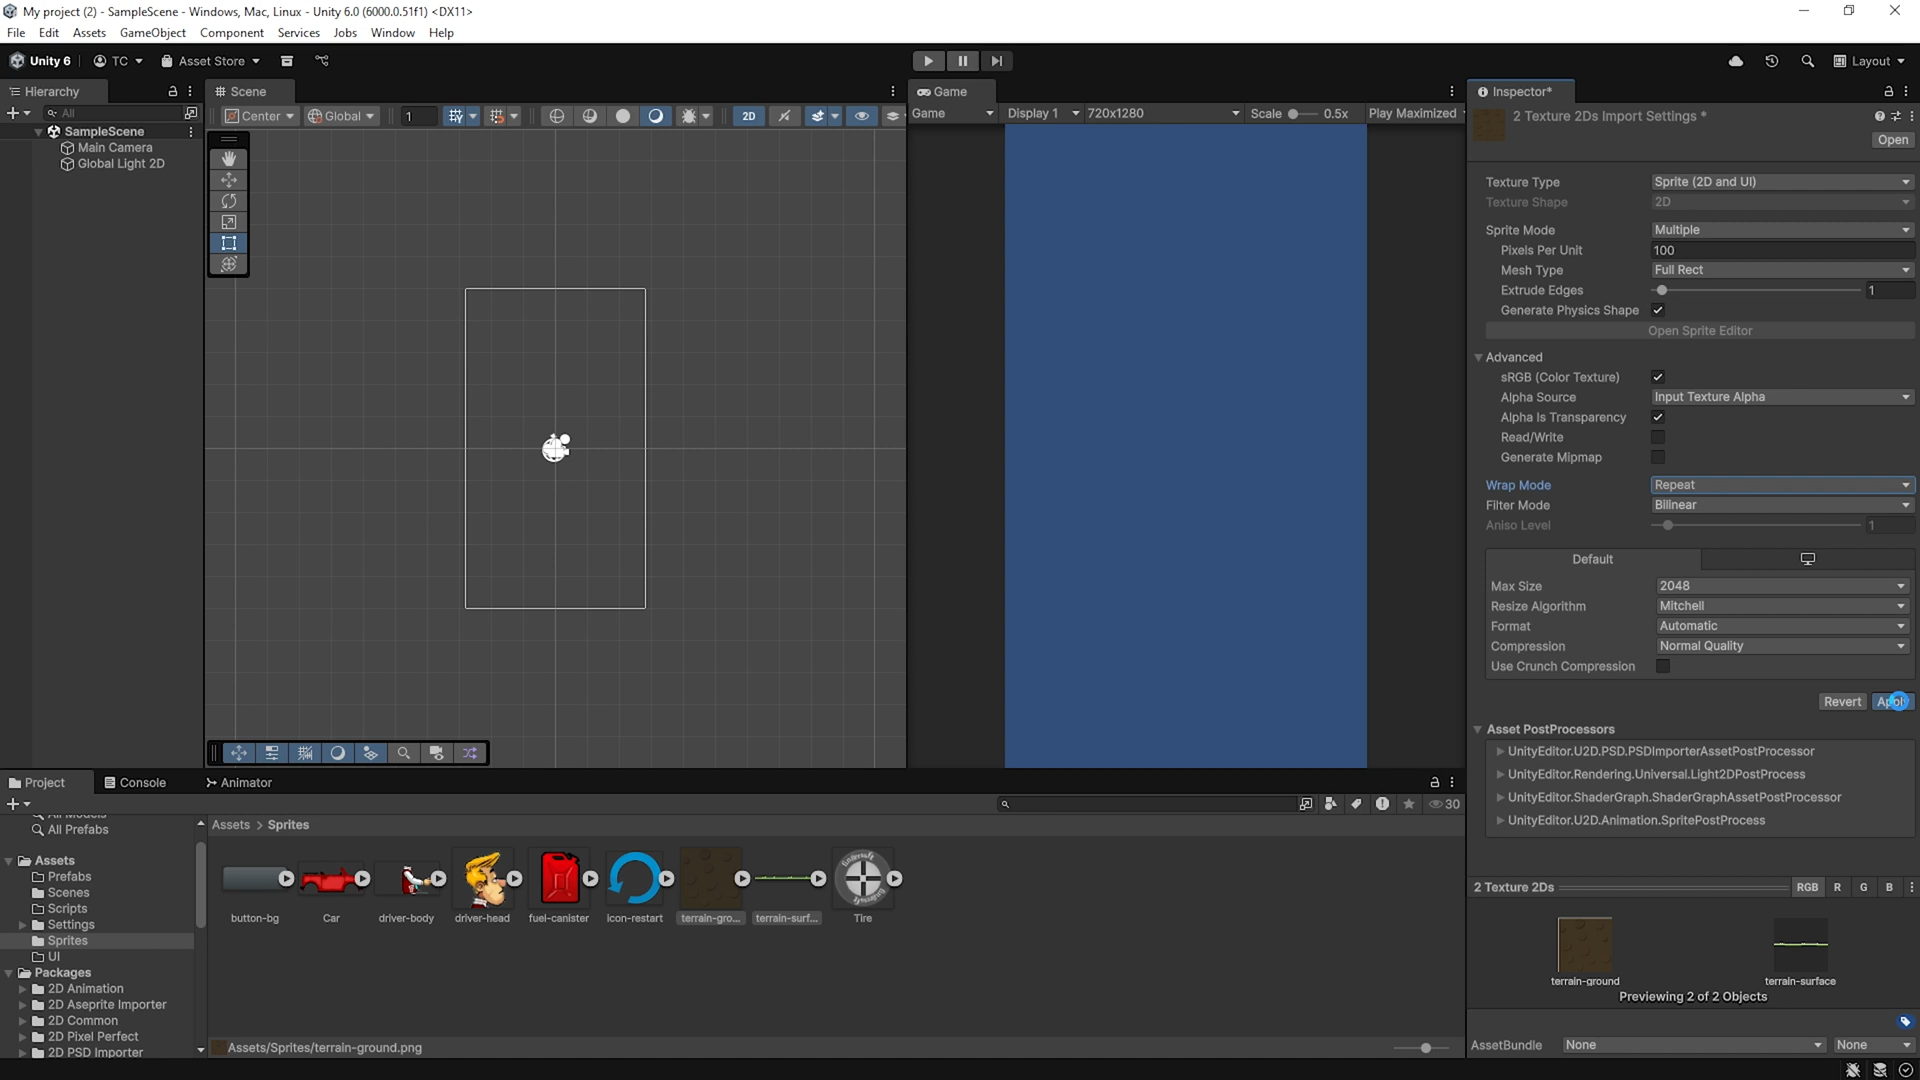 My project (2) - SampleScene - Windows, Mac, Linux - Unity 6.0 (6000.0.51f1) <DX11>
File Edit Assets GameObject Component Services Jobs Window Help
Unity 6 TC Asset Store Layout
Hierarchy
All
SampleScene
Main Camera
Global Light 2D
Scene
Center Global 1 2D
Game
Game Display 1 720x1280 Scale 0.5x Play Maximized
Inspector*
2 Texture 2Ds Import Settings *
Open
Texture Type Sprite (2D and UI)
Texture Shape 2D
Sprite Mode Multiple
Pixels Per Unit 100
Mesh Type Full Rect
Extrude Edges 1
Generate Physics Shape
Open Sprite Editor
Advanced
sRGB (Color Texture)
Alpha Source Input Texture Alpha
Alpha Is Transparency
Read/Write
Generate Mipmap
Wrap Mode Repeat
Filter Mode Bilinear
Aniso Level 1
Default
Max Size 2048
Resize Algorithm Mitchell
Format Automatic
Compression Normal Quality
Use Crunch Compression
Revert Apply
Asset PostProcessors
UnityEditor.U2D.PSD.PSDImporterAssetPostProcessor
UnityEditor.Rendering.Universal.Light2DPostProcess
UnityEditor.ShaderGraph.ShaderGraphAssetPostProcessor
UnityEditor.U2D.Animation.SpritePostProcess
2 Texture 2Ds RGB R G B
terrain-ground terrain-surface
Previewing 2 of 2 Objects
AssetBundle None None
Project Console Animator
30
All Models
All Prefabs
Assets
Prefabs
Scenes
Scripts
Settings
Sprites
UI
Packages
2D Animation
2D Aseprite Importer
2D Common
2D Pixel Perfect
2D PSD Importer
Assets > Sprites
button-bg Car driver-body driver-head fuel-canister icon-restart terrain-gro... terrain-surf... Tire
Assets/Sprites/terrain-ground.png